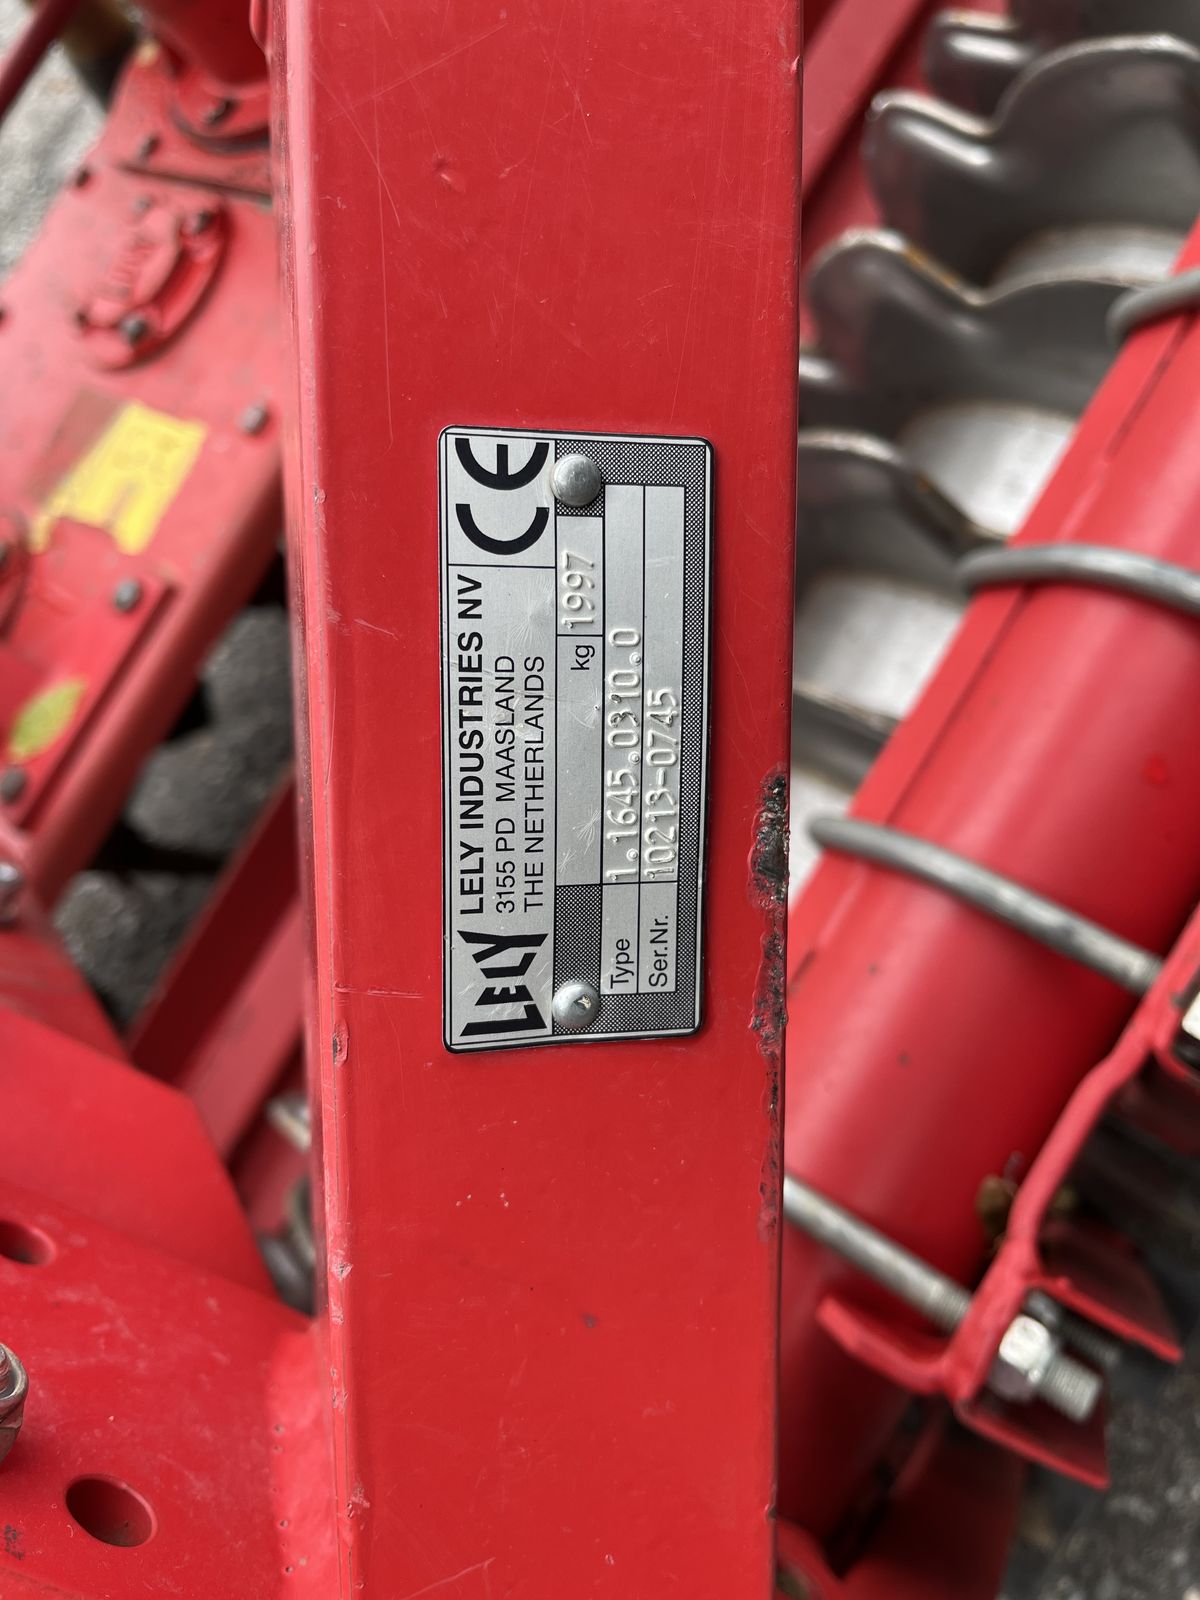 LELY LELY INDUSTRIES NV CE
3155 PD MAASLAND
THE NETHERLANDS
kg 1997
Type 1.1645.0310.0
Ser.Nr. 10213-0745